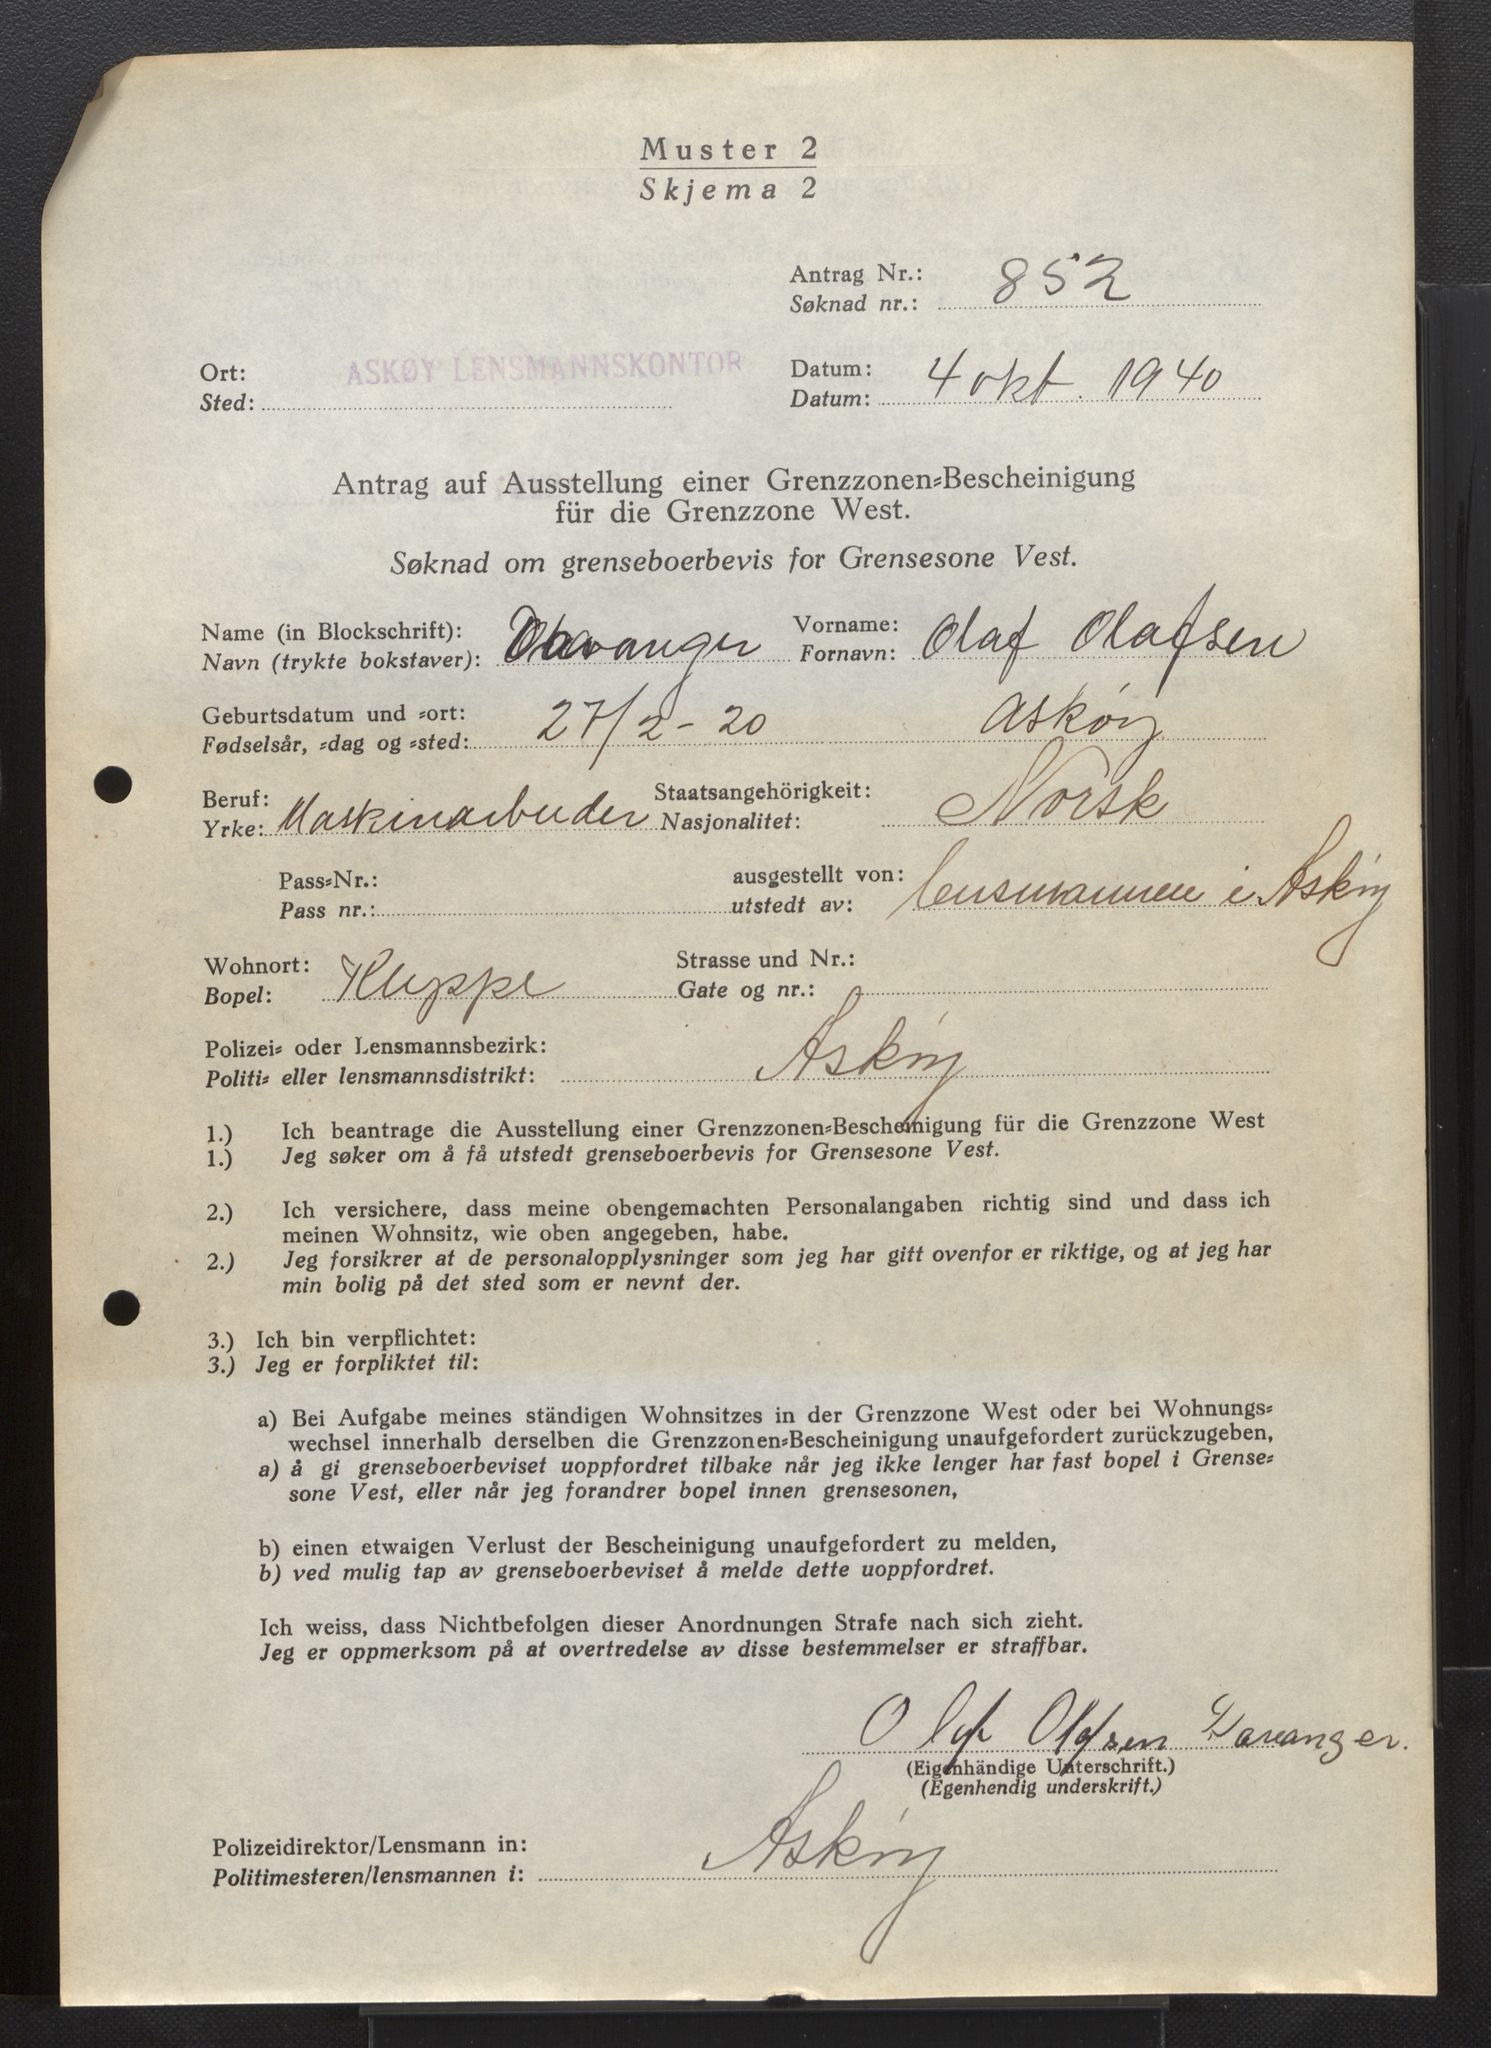 Muster 2
Skjema 2
Antrag Nr.:
Søknad nr.: 852
Ort:
Sted: ASKØY LENSMANNSKONTOR
Datum:
Datum: 4 okt. 1940
Antrag auf Ausstellung einer Grenzzonen=Bescheinigung
für die Grenzzone West.
Søknad om grenseboerbevis for Grensesone Vest.
Name (in Blockschrift):
Navn (trykte bokstaver): Davanger
Vorname:
Fornavn: Olaf Olafsen
Geburtsdatum und =ort:
Fødselsår, =dag og =sted: 27/2 - 20 Askøy
Beruf:
Yrke: Maskinarbeider
Staatsangehörigkeit:
Nasjonalitet: Norsk
Pass=Nr.:
Pass nr.:
ausgestellt von:
utstedt av: lensmannen i Askøy
Wohnort:
Bopel: Kleppe
Strasse und Nr.:
Gate og nr.:
Polizei= oder Lensmannsbezirk:
Politi= eller lensmannsdistrikt: Askøy
1.) Ich beantrage die Ausstellung einer Grenzzonen=Bescheinigung für die Grenzzone West
1.) Jeg søker om å få utstedt grenseboerbevis for Grensesone Vest.
2.) Ich versichere, dass meine obengemachten Personalangaben richtig sind und dass ich
meinen Wohnsitz, wie oben angegeben, habe.
2.) Jeg forsikrer at de personalopplysninger som jeg har gitt ovenfor er riktige, og at jeg har
min bolig på det sted som er nevnt der.
3.) Ich bin verpflichtet:
3.) Jeg er forpliktet til:
a) Bei Aufgabe meines ständigen Wohnsitzes in der Grenzzone West oder bei Wohnungs=
wechsel innerhalb derselben die Grenzzonen=Bescheinigung unaufgefordert zurückzugeben,
a) å gi grenseboerbeviset uoppfordret tilbake når jeg ikke lenger har fast bopel i Grense=
sone Vest, eller når jeg forandrer bopel innen grensesonen,
b) einen etwaigen Verlust der Bescheinigung unaufgefordert zu melden,
b) ved mulig tap av grenseboerbeviset å melde dette uoppfordret.
Ich weiss, dass Nichtbefolgen dieser Anordnungen Strafe nach sich zieht.
Jeg er oppmerksom på at overtredelse av disse bestemmelser er straffbar.
Olaf Olafsen Davanger.
(Eigenhändige Unterschrift.)
(Egenhendig underskrift.)
Polizeidirektor/Lensmann in:
Politimesteren/lensmannen i: Askøy